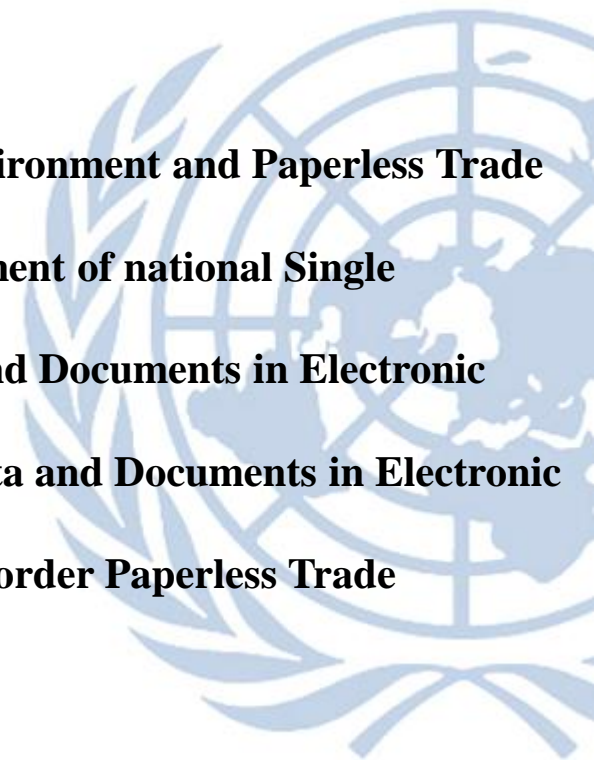 ironment and Paperless Trade
ment of national Single
nd Documents in Electronic
ta and Documents in Electronic
order Paperless Trade